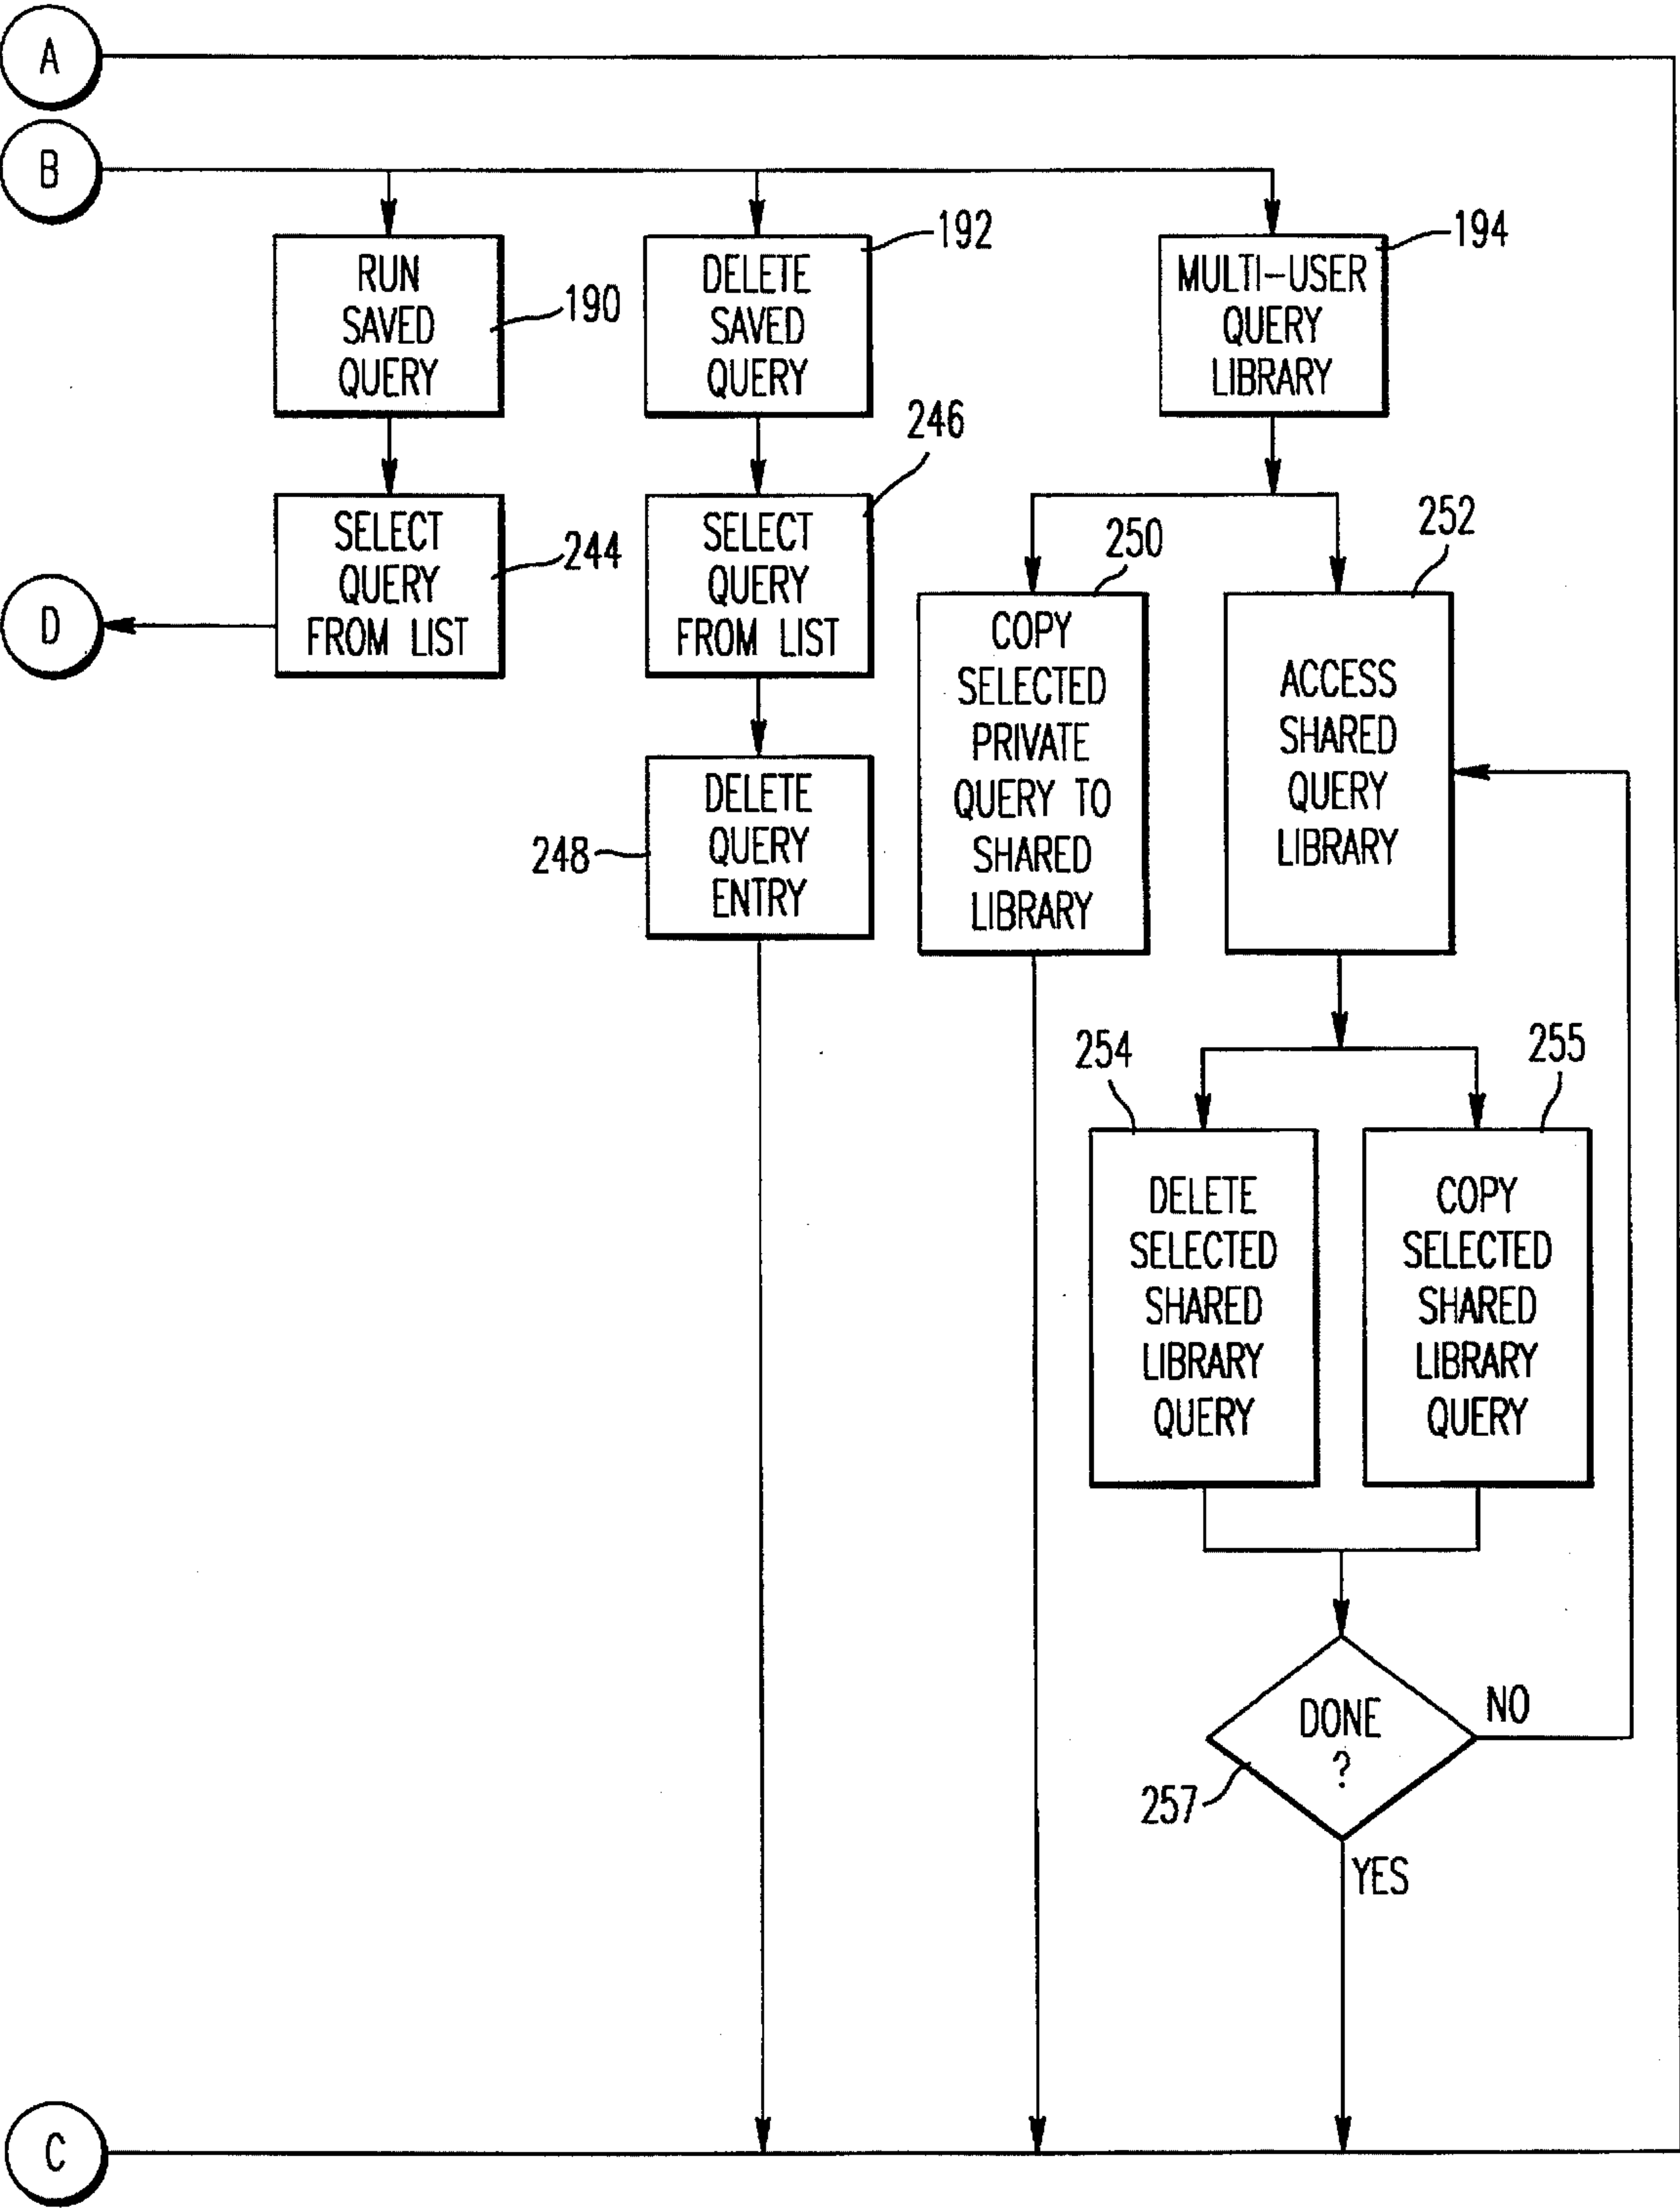 A
B
RUN
SAVED
QUERY
190
DELETE
SAVED
QUERY
192
MULTI-USER
QUERY
LIBRARY
194
SELECT
QUERY
FROM LIST
244
D
SELECT
QUERY
FROM LIST
246
DELETE
QUERY
ENTRY
248
COPY
SELECTED
PRIVATE
QUERY TO
SHARED
LIBRARY
250
ACCESS
SHARED
QUERY
LIBRARY
252
DELETE
SELECTED
SHARED
LIBRARY
QUERY
254
COPY
SELECTED
SHARED
LIBRARY
QUERY
255
DONE
?
257
NO
YES
C